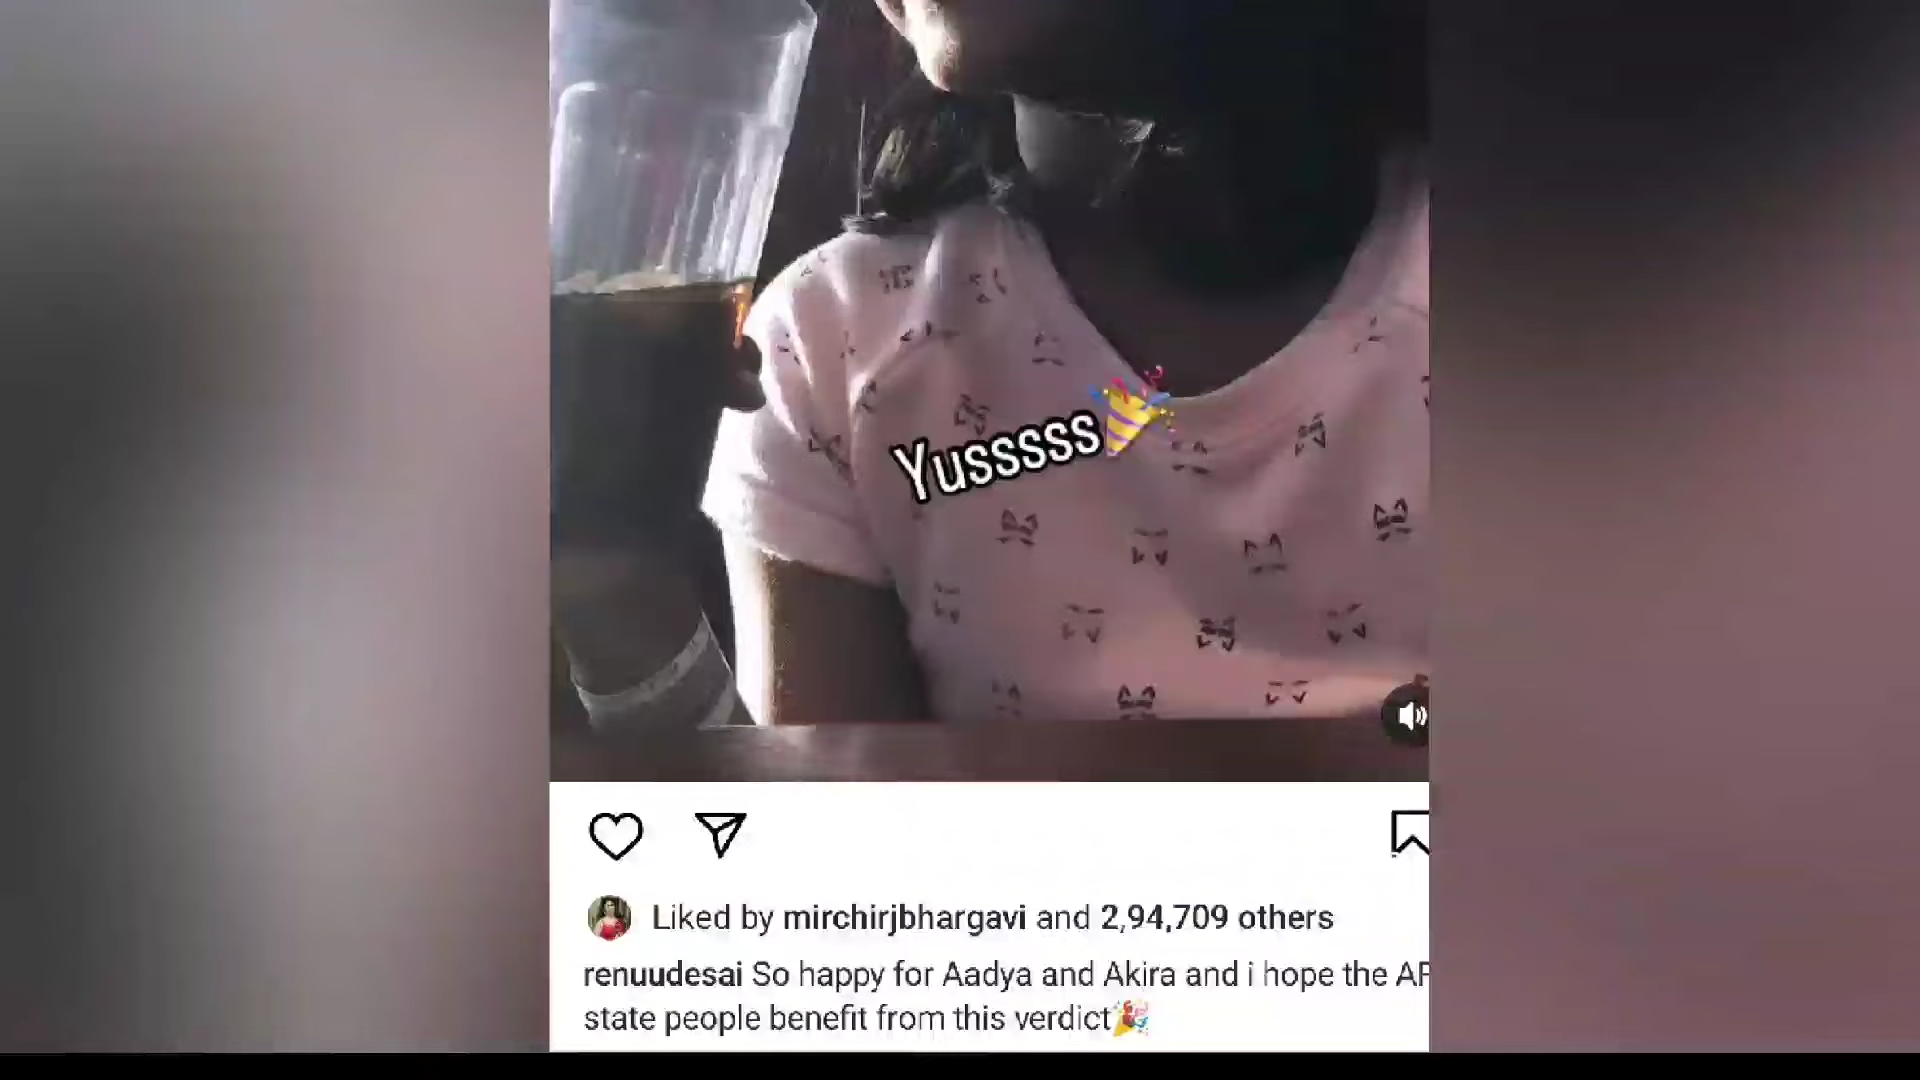 Yusssss🎉
Liked by mirchirjbhargavi and 2,94,709 others
renuudesai So happy for Aadya and Akira and i hope the AP
state people benefit from this verdict🎉